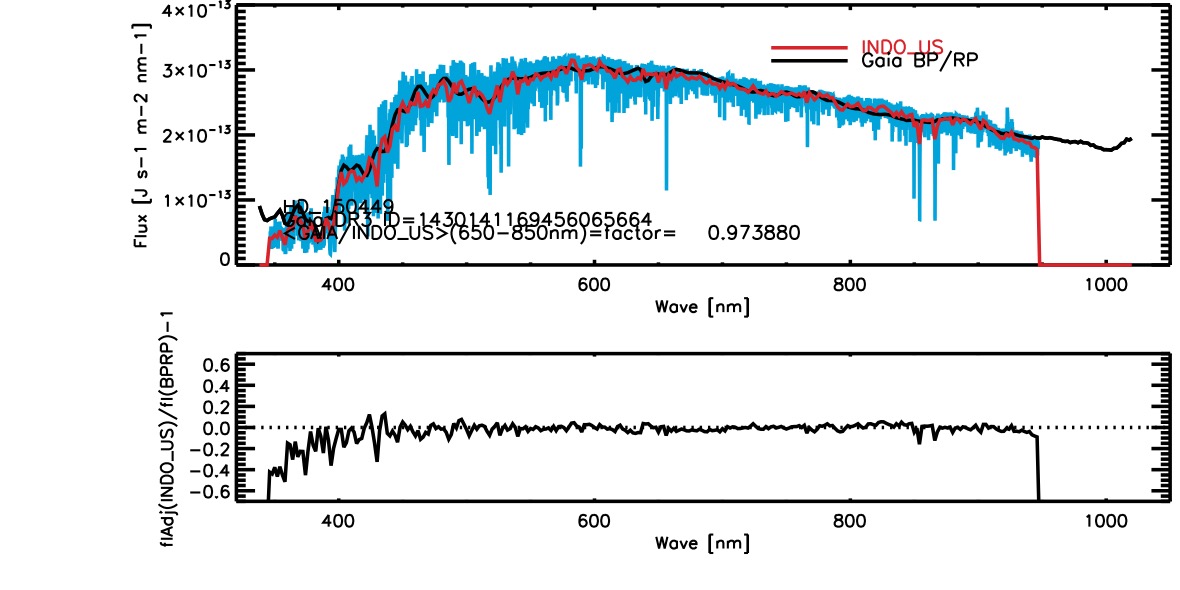 4×10−13
3×10−13
2×10−13
1×10−13
0
Flux [J s−1 m−2 nm−1]
INDO_US
Gaia BP/RP
HD_150449
Gaia DR3 ID=1430141169456065664
<GAIA/INDO_US>(650−850nm)=factor= 0.973880
400 600 800 1000
Wave [nm]
flAdj(INDO_US)/fl(BPRP)−1
0.6
0.4
0.2
0.0
−0.2
−0.4
−0.6
400 600 800 1000
Wave [nm]